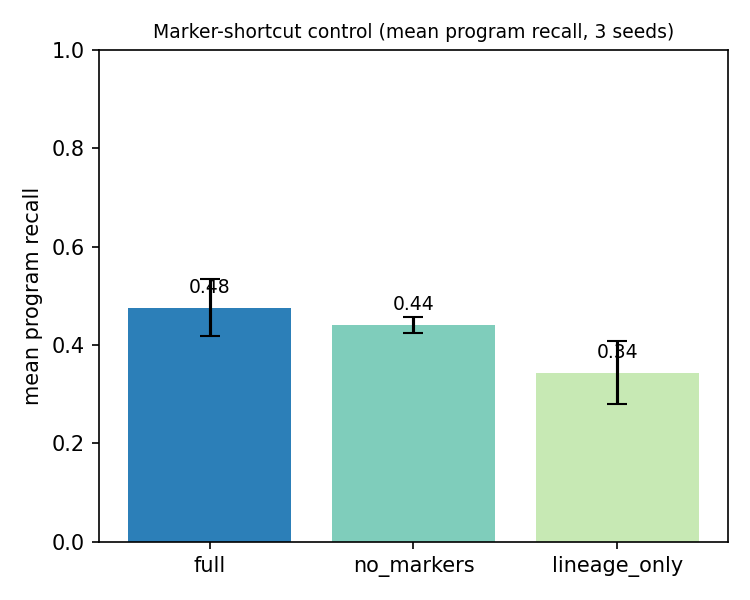 Marker-shortcut control (mean program recall, 3 seeds)
mean program recall
1.0
0.8
0.6
0.4
0.2
0.0
0.48
0.44
0.34
full
no_markers
lineage_only